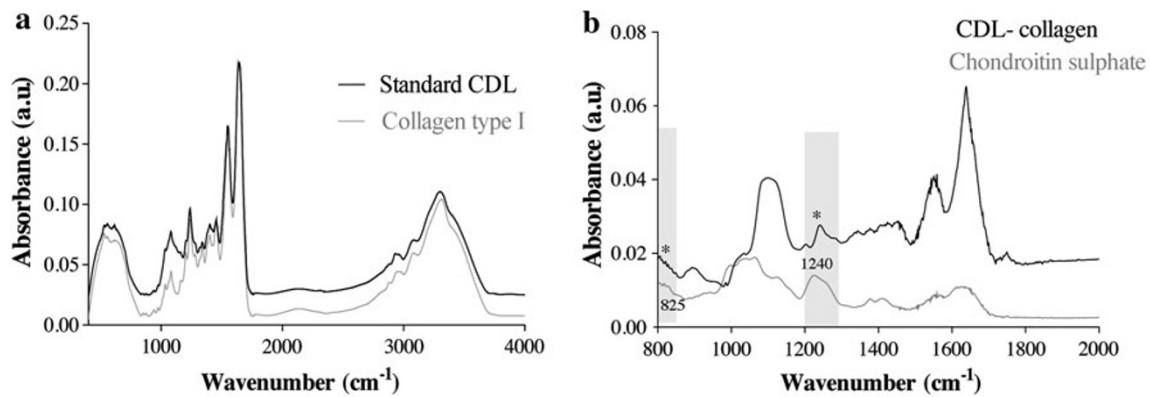 a
Absorbance (a.u)
0.25
0.20
0.15
0.10
0.05
0.00
Standard CDL
Collagen type I
1000
2000
3000
4000
Wavenumber (cm-1)
b
Absorbance (a.u)
0.08
0.06
0.04
0.02
0.00
CDL- collagen
Chondroitin sulphate
*
825
*
1240
800
1000
1200
1400
1600
1800
2000
Wavenumber (cm-1)